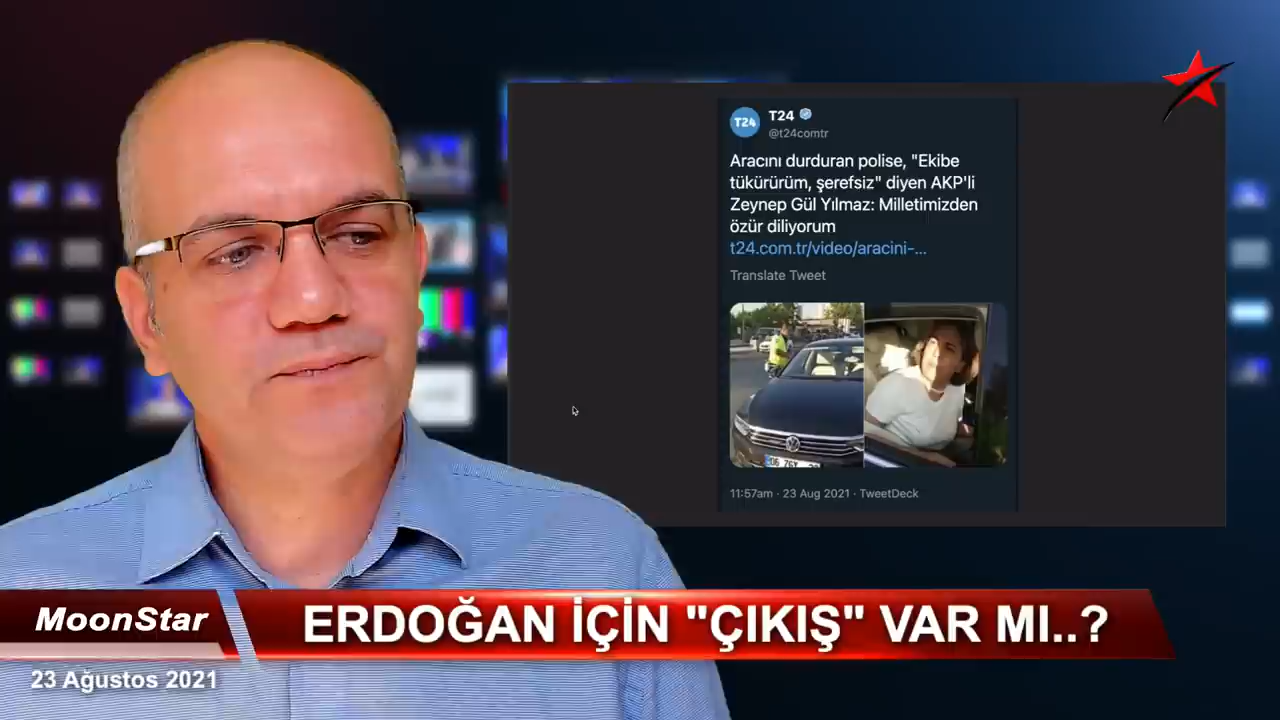 T24
T24
@t24comtr
Aracını durduran polise, "Ekibe
tükürürüm, şerefsiz" diyen AKP'li
Zeynep Gül Yılmaz: Milletimizden
özür diliyorum
t24.com.tr/video/aracini-...
Translate Tweet
11:57am · 23 Aug 2021 · TweetDeck
MoonStar
ERDOĞAN İÇİN "ÇIKIŞ" VAR MI..?
23 Ağustos 2021